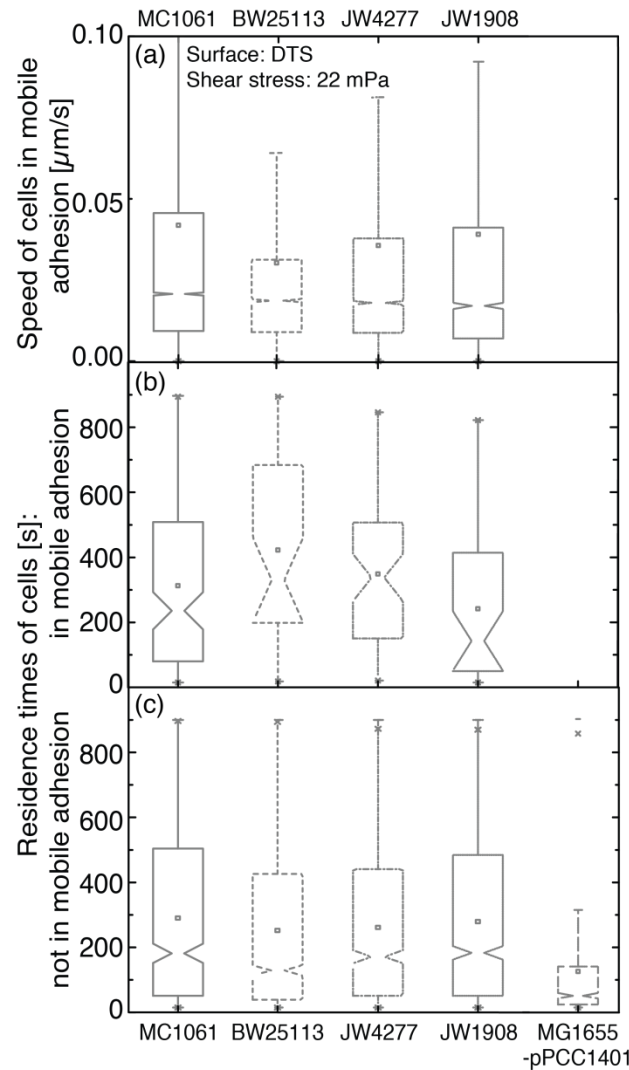 MC1061 BW25113 JW4277 JW1908
(a) Surface: DTS
Shear stress: 22 mPa
Speed of cells in mobile
adhesion [µm/s]
0.10
0.05
0.00
(b)
Residence times of cells [s]:
in mobile adhesion
800
600
400
200
0
(c)
not in mobile adhesion
800
600
400
200
0
MC1061 BW25113 JW4277 JW1908 MG1655
-pPCC1401